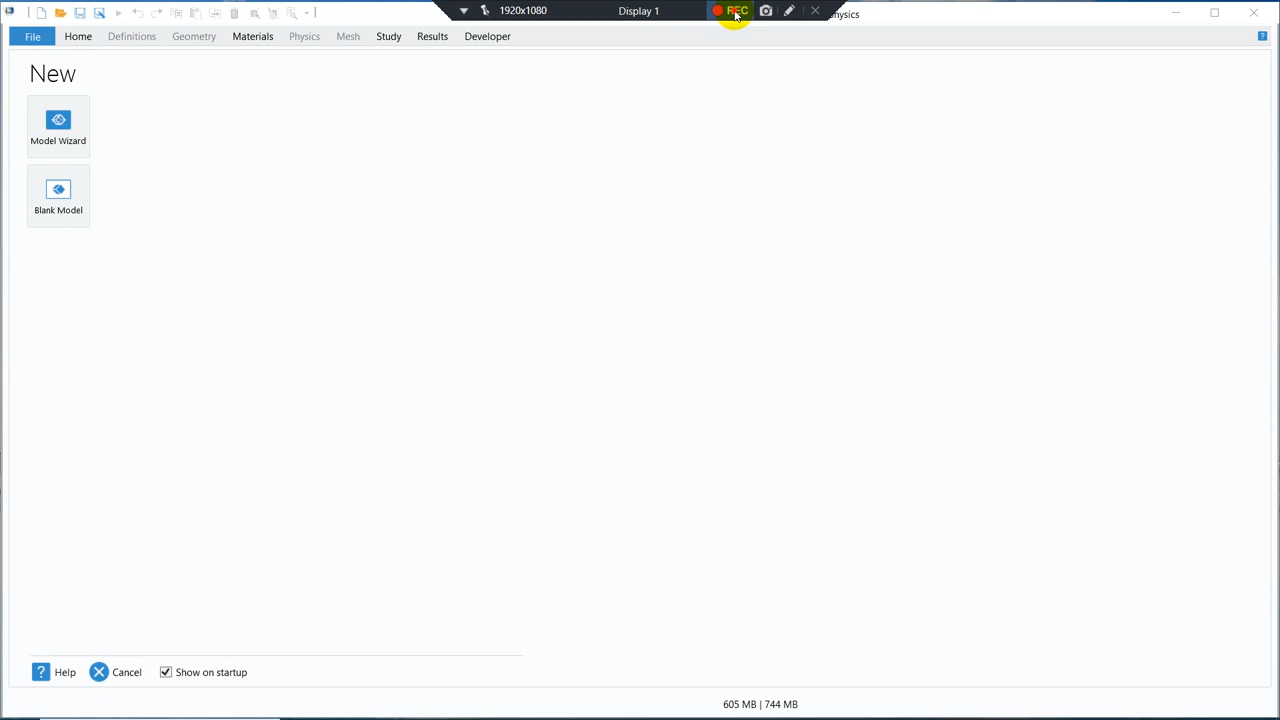 1920x1080 Display 1 REC
physics
File Home Definitions Geometry Materials Physics Mesh Study Results Developer ?
New
Model Wizard
Blank Model
? Help Cancel Show on startup
605 MB | 744 MB